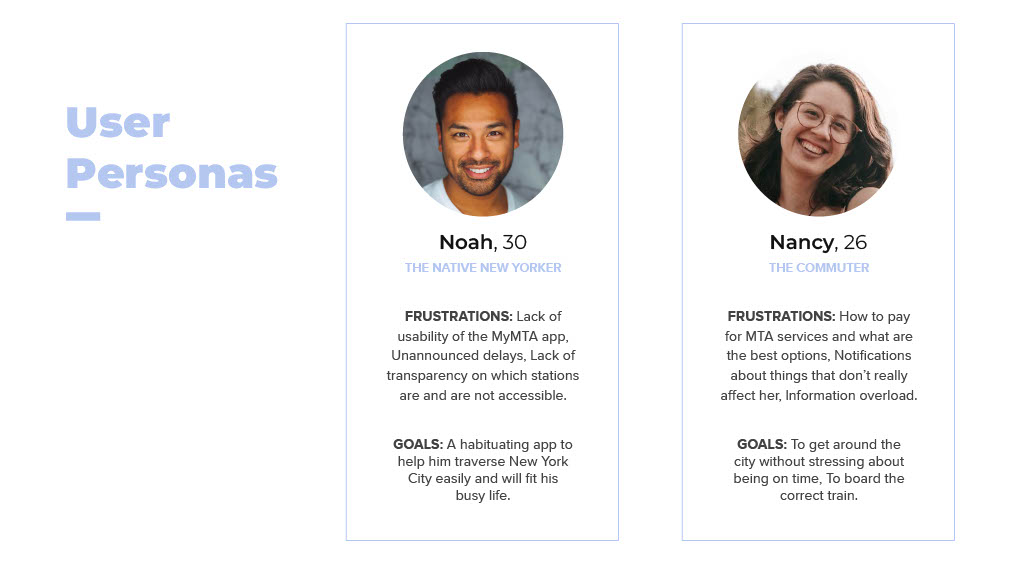 User
Personas
Noah, 30
THE NATIVE NEW YORKER
FRUSTRATIONS: Lack of
usability of the MyMTA app,
Unannounced delays, Lack of
transparency on which stations
are and are not accessible.
GOALS: A habituating app to
help him traverse New York
City easily and will fit his
busy life.
Nancy, 26
THE COMMUTER
FRUSTRATIONS: How to pay
for MTA services and what are
the best options, Notifications
about things that don’t really
affect her, Information overload.
GOALS: To get around the
city without stressing about
being on time, To board the
correct train.